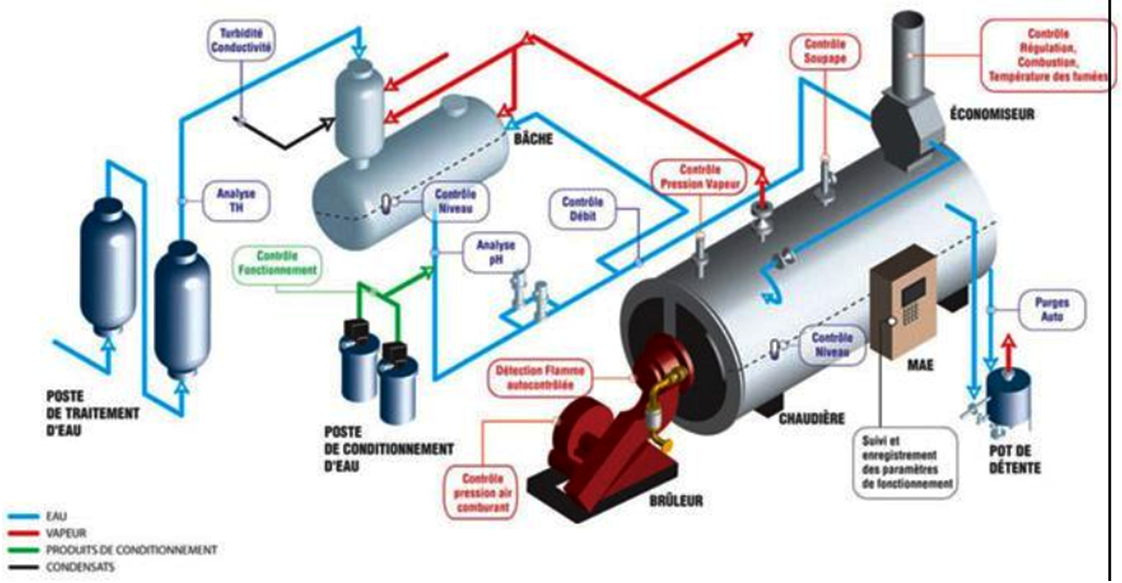 Turbidité
Conductivité
Contrôle
Soupape
Contrôle
Régulation,
Combustion,
Température des fumées
ÉCONOMISEUR
BÂCHE
Contrôle
Pression Vapeur
Analyse
TH
Contrôle
Niveau
Contrôle
Débit
Analyse
pH
Contrôle
Fonctionnement
Purges
Auto
Contrôle
Niveau
MAE
Détection Flamme
autocontrôlée
POSTE
DE TRAITEMENT
D'EAU
CHAUDIÈRE
POSTE
DE CONDITIONNEMENT
D'EAU
Suivi et
enregistrement
des paramètres
de fonctionnement
POT DE
DÉTENTE
Contrôle
pression air
comburant
BRÛLEUR
EAU
VAPEUR
PRODUITS DE CONDITIONNEMENT
CONDENSATS